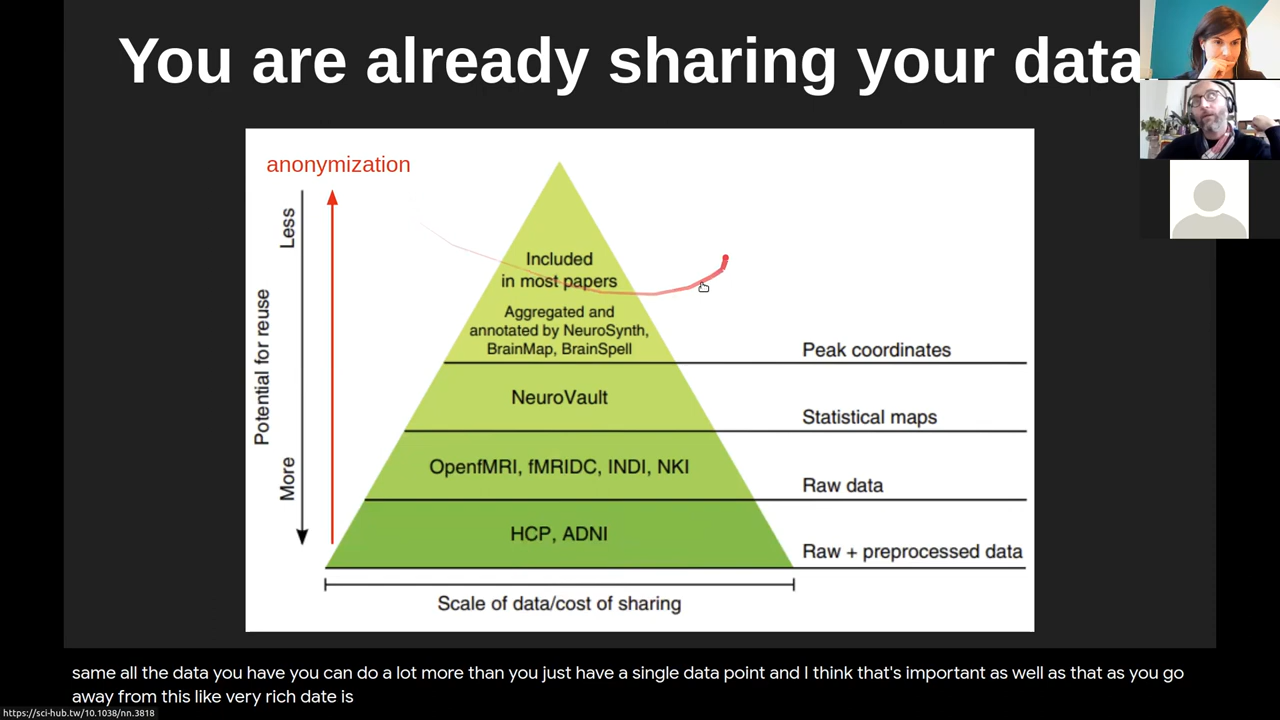 You are already sharing your data
anonymization
Less
Potential for reuse
More
Included
in most papers
Aggregated and
annotated by NeuroSynth,
BrainMap, BrainSpell
Peak coordinates
NeuroVault
Statistical maps
OpenfMRI, fMRIDC, INDI, NKI
Raw data
HCP, ADNI
Raw + preprocessed data
Scale of data/cost of sharing
same all the data you have you can do a lot more than you just have a single data point and I think that's important as well as that as you go
away from this like very rich date is
https://sci-hub.tw/10.1038/nn.3818